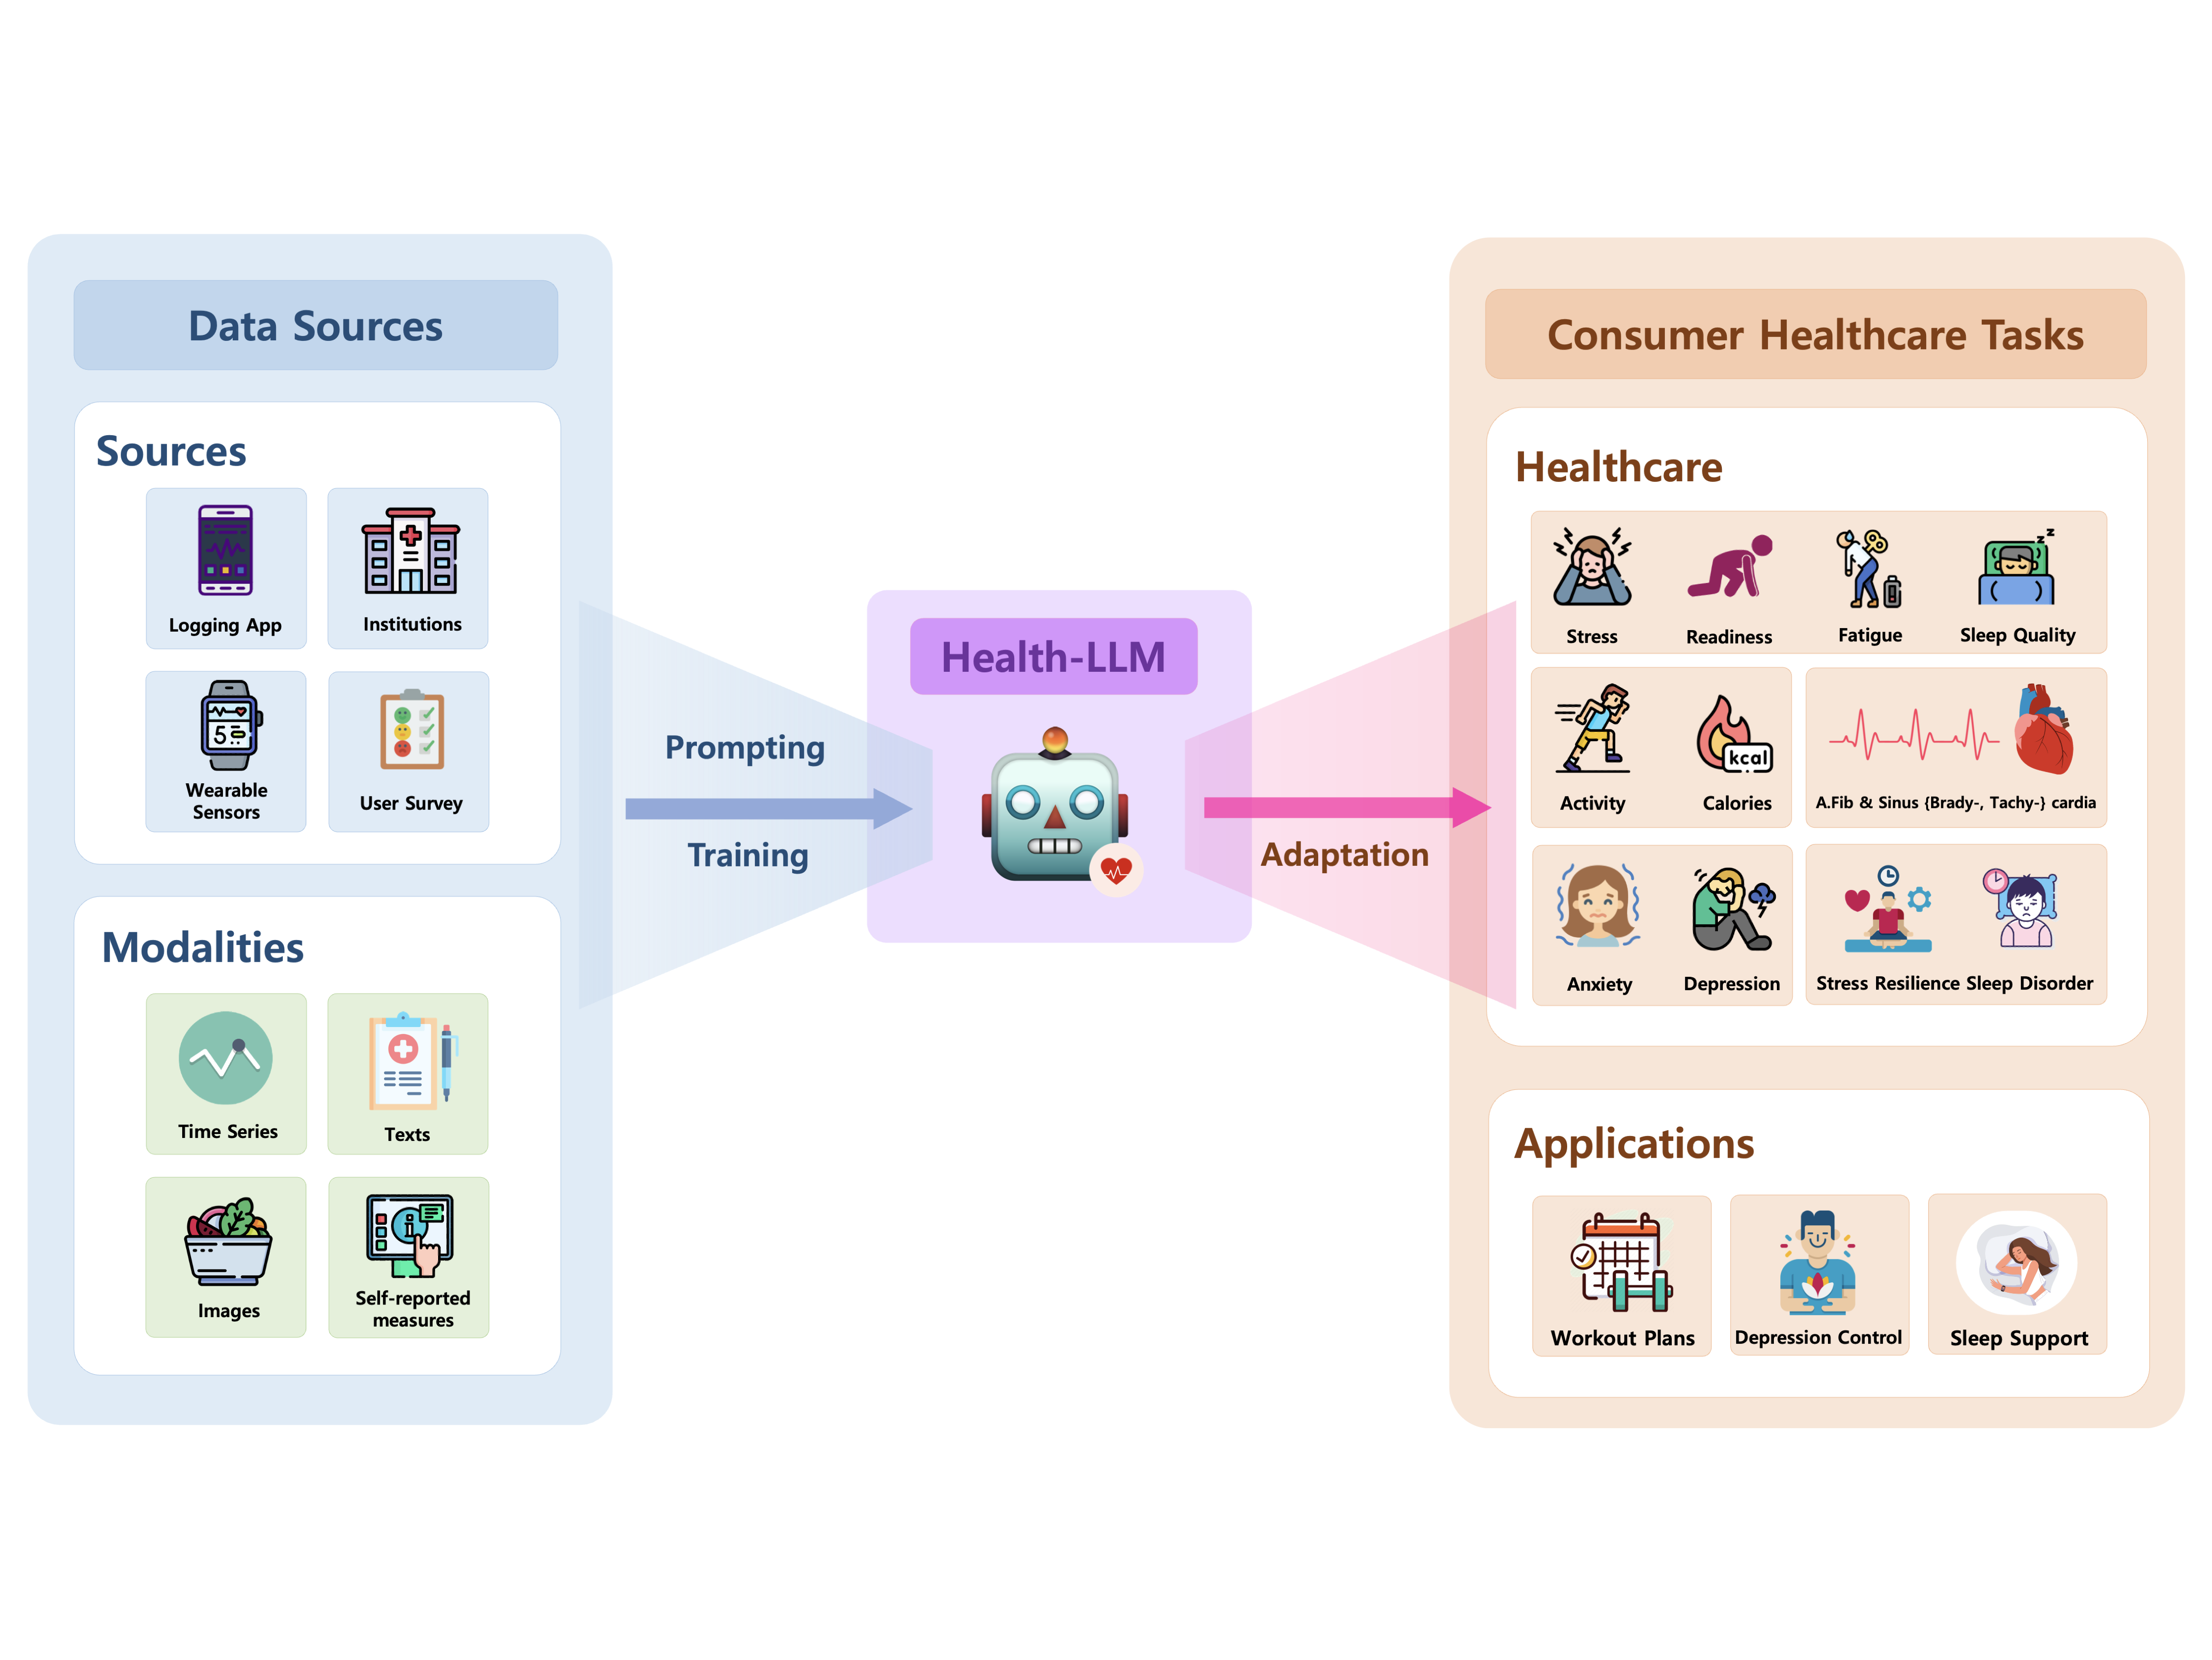 Data Sources
Sources
Logging App
Institutions
5
Wearable
Sensors
User Survey
Modalities
Time Series
Texts
i
Images
Self-reported
measures
Prompting
Training
Health-LLM
Adaptation
Consumer Healthcare Tasks
Healthcare
z z
Stress
Readiness
Fatigue
Sleep Quality
kcal
Activity
Calories
A.Fib & Sinus {Brady-, Tachy-} cardia
Anxiety
Depression
Stress Resilience
Sleep Disorder
Applications
Workout Plans
Depression Control
Sleep Support